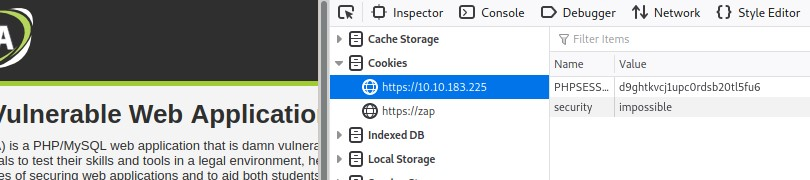 A
Inspector
Console
Debugger
Network
{} Style Editor
Cache Storage
Filter Items
Cookies
Name Value
https://10.10.183.225
PHPSESS... d9ghtkvcj1upc0rdsb20tl5fu6
https://zap
security impossible
Indexed DB
Local Storage
Vulnerable Web Applicatio
A) is a PHP/MySQL web application that is damn vulnera
als to test their skills and tools in a legal environment, he
es of securing web applications and to aid both students